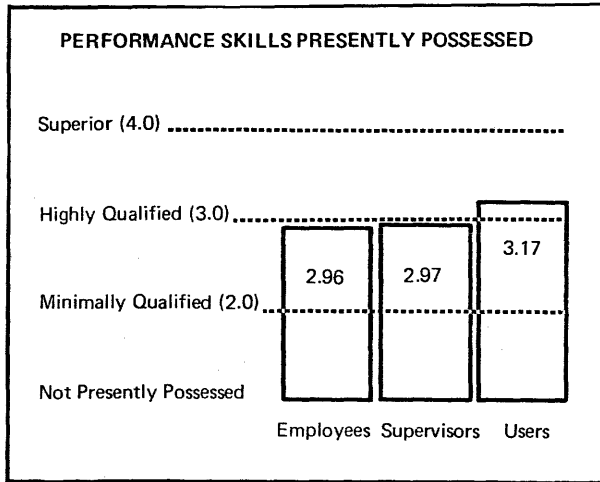 PERFORMANCE SKILLS PRESENTLY POSSESSED
Superior (4.0)
Highly Qualified (3.0)
3.17
2.96 2.97
Minimally Qualified (2.0)
Not Presently Possessed
Employees Supervisors Users